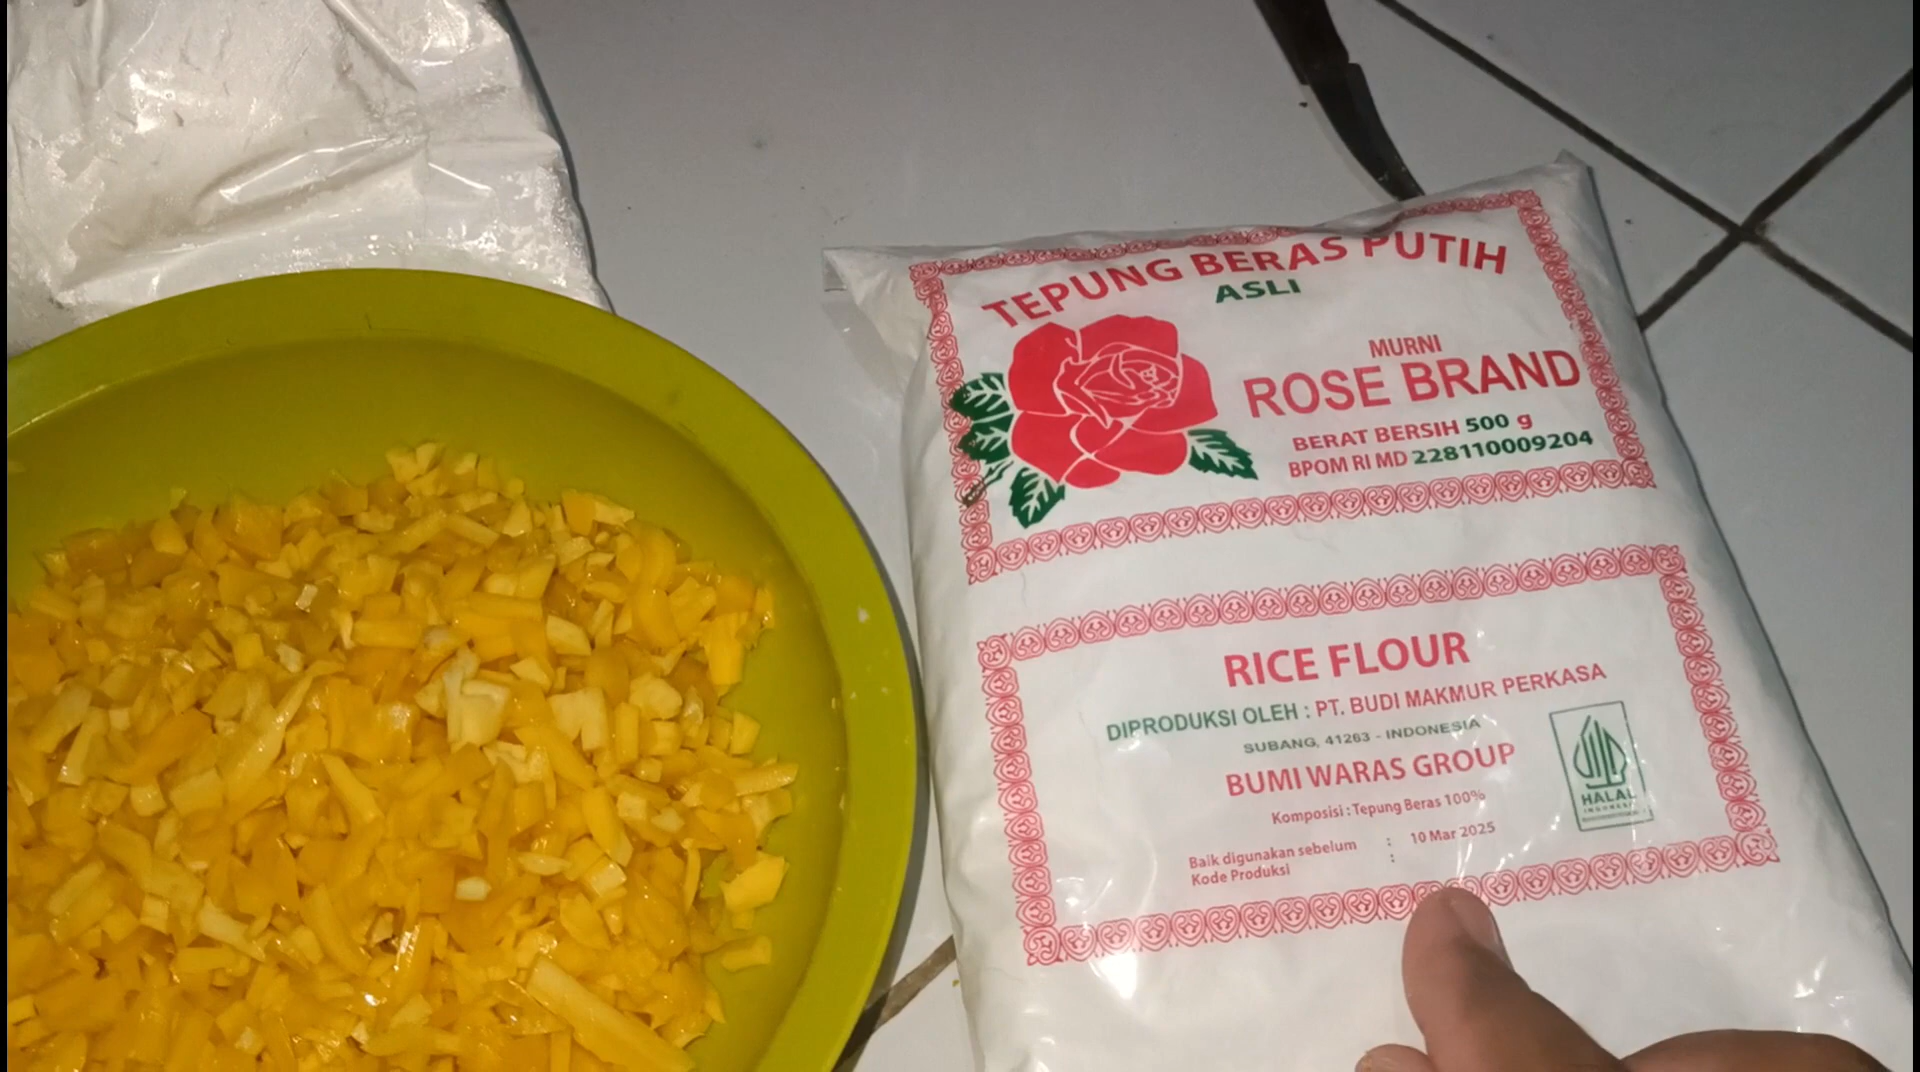 TEPUNG BERAS PUTIH
ASLI
MURNI
ROSE BRAND
BERAT BERSIH 500 g
BPOM RI MD 228110009204
RICE FLOUR
DIPRODUKSI OLEH : PT. BUDI MAKMUR PERKASA
SUBANG, 41263 - INDONESIA
BUMI WARAS GROUP
Komposisi : Tepung Beras 100%
HALAL
INDONESIA
Baik digunakan sebelum : 10 Mar 2025
Kode Produksi :